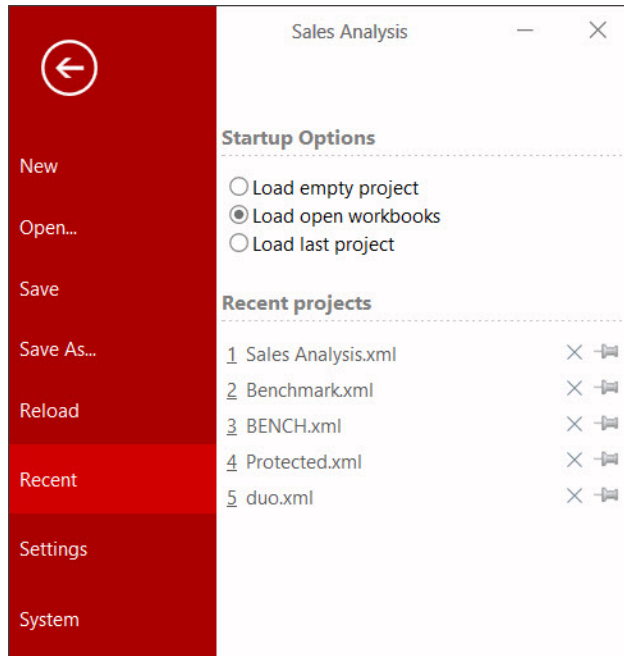 Sales Analysis
New
Open...
Save
Save As...
Reload
Recent
Settings
System
Startup Options
Load empty project
Load open workbooks
Load last project
Recent projects
1 Sales Analysis.xml
2 Benchmark.xml
3 BENCH.xml
4 Protected.xml
5 duo.xml